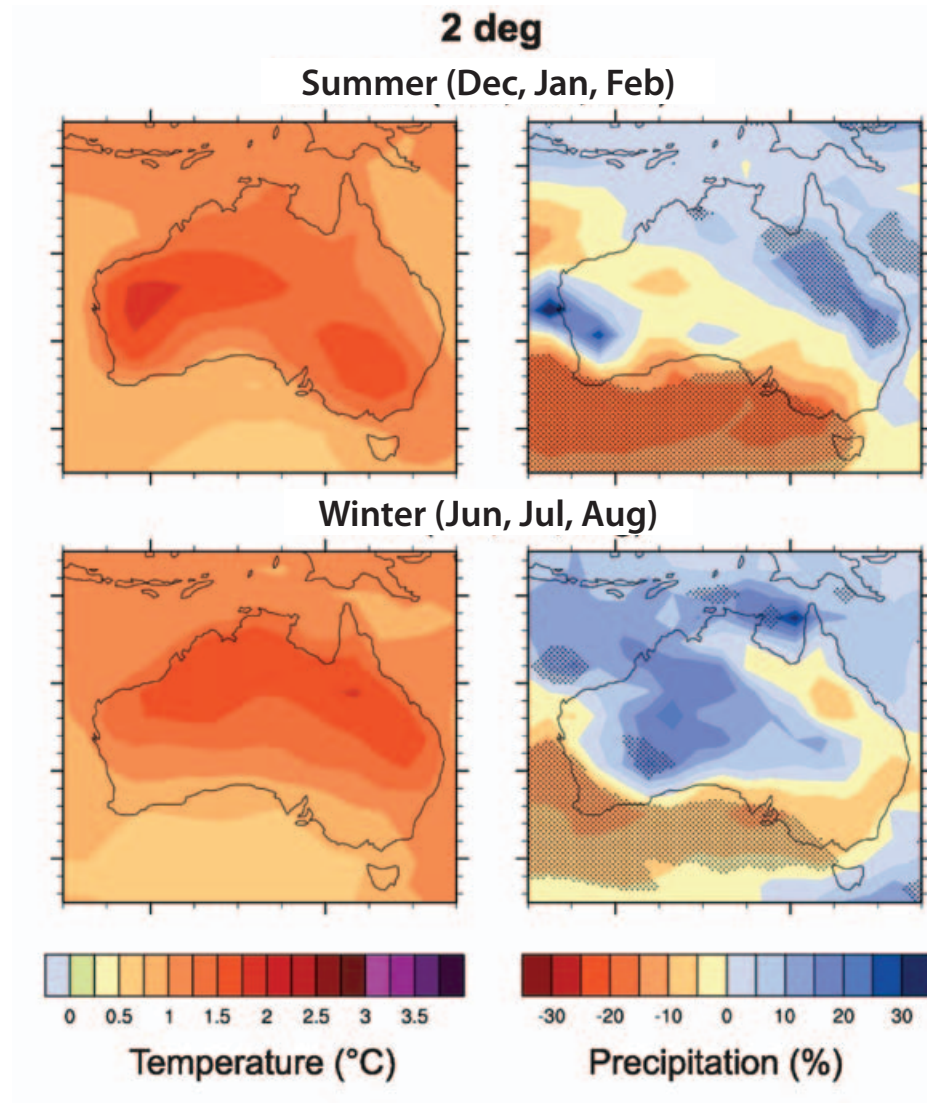 2 deg
Summer (Dec, Jan, Feb)
Winter (Jun, Jul, Aug)
0 0.5 1 1.5 2 2.5 3 3.5
-30 -20 -10 0 10 20 30
Temperature (°C)
Precipitation (%)